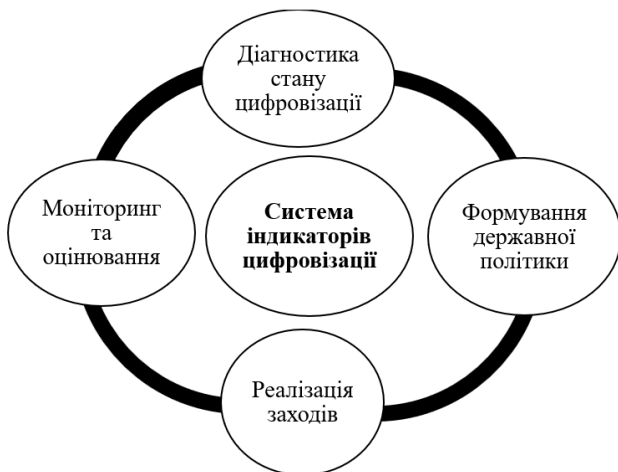 Діагностика
стану
цифровізації
Моніторинг
та
оцінювання
Система
індикаторів
цифровізації
Формування
державної
політики
Реалізація
заходів